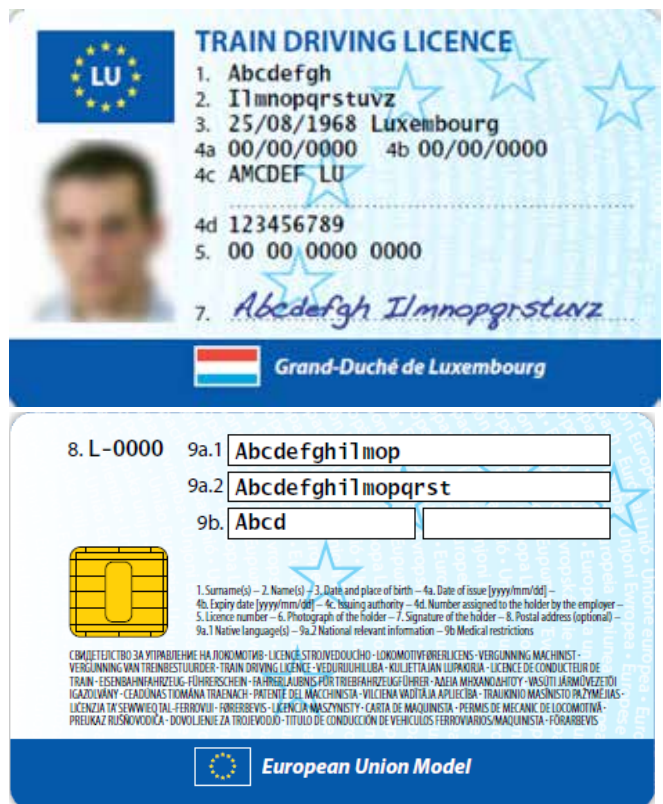 LU
TRAIN DRIVING LICENCE
1. Abcdefgh
2. Ilmnopqrstuvz
3. 25/08/1968 Luxembourg
4a 00/00/0000 4b 00/00/0000
4c AMCDEF LU
4d 123456789
5. 00 00 0000 0000
7. Abcdefgh Ilmnopqrstuvz
Grand-Duché de Luxembourg
8. L-0000 9a.1 Abcdefghilmop
9a.2 Abcdefghilmopqrst
9b. Abcd
1. Surname(s) – 2. Name(s) – 3. Date and place of birth – 4a. Date of issue [yyyy/mm/dd] –
4b. Expiry date [yyyy/mm/dd] – 4c. Issuing authority – 4d. Number assigned to the holder by the employer –
5. Licence number – 6. Photograph of the holder – 7. Signature of the holder – 8. Postal address (optional) –
9a.1 Native language(s) – 9a.2 National relevant information – 9b Medical restrictions
СВИДЕТЕЛСТВО ЗА УПРАВЛЕНИЕ НА ЛОКОМОТИВ · LICENCE STROJVEDOUCÍHO · LOKOMOTIVFØRERLICENS · VERGUNNING MACHINIST ·
VERGUNNING VAN TREINBESTUURDER · TRAIN DRIVING LICENCE · VEDURIJUHILUBA · KULJETTAJAN LUPAKIRJA · LICENCE DE CONDUCTEUR DE
TRAIN · EISENBAHNFAHRZEUG-FÜHRERSCHEIN · FAHRERLAUBNIS FÜR TRIEBFAHRZEUGFÜHRER · ΑΔΕΙΑ ΜΗΧΑΝΟΔΗΓΟΥ · VASÚTI JÁRMŰVEZETŐI
IGAZOLVÁNY · CEADÚNAS TIOMÁNA TRAENACH · PATENTE DEL MACCHINISTA · VILCIENA VADĪTĀJA APLIECĪBA · TRAUKINIO MAŠINISTO PAŽYMĖJIAS ·
LIĊENZJA TA' SEWWIEQ TAL-FERROVIJI · FØRERBEVIS · LICENCJA MASZYNISTY · CARTA DE MAQUINISTA · PERMIS DE MECANIC DE LOCOMOTIVĂ ·
PREUKAZ RUŠŇOVODIČA · DOVOLJENJE ZA TROJEVODJO · TITULO DE CONDUCCIÓN DE VEHICULOS FERROVIARIOS/MAQUINISTA · FÖRARBEVIS
European Union Model